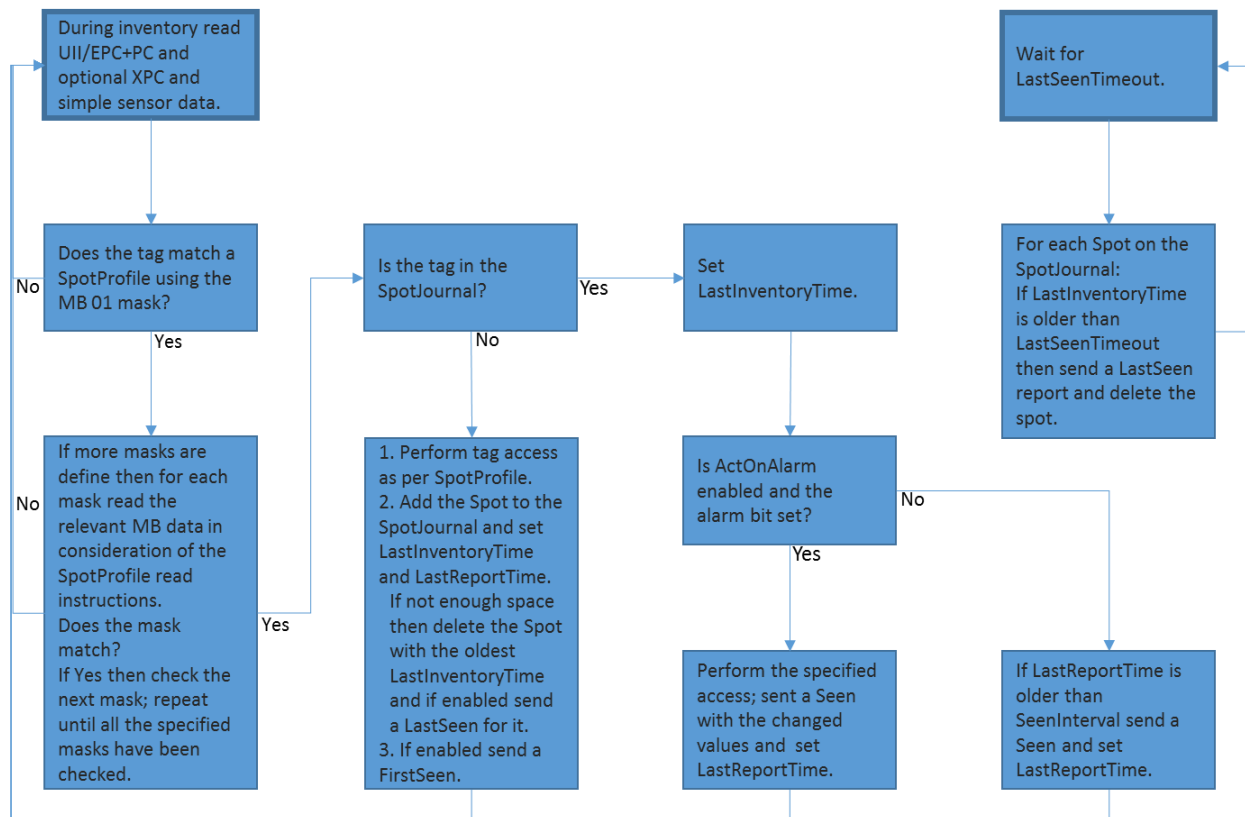 During inventory read
UII/EPC+PC and
optional XPC and
simple sensor data.
Wait for
LastSeenTimeout.
Does the tag match a
SpotProfile using the
MB 01 mask?
No
Yes
Is the tag in the
SpotJournal?
Yes
No
Set
LastInventoryTime.
For each Spot on the
SpotJournal:
If LastInventoryTime
is older than
LastSeenTimeout
then send a LastSeen
report and delete the
spot.
If more masks are
define then for each
mask read the
relevant MB data in
consideration of the
SpotProfile read
instructions.
Does the mask
match?
If Yes then check the
next mask; repeat
until all the specified
masks have been
checked.
No
Yes
1. Perform tag access
as per SpotProfile.
2. Add the Spot to the
SpotJournal and set
LastInventoryTime
and LastReportTime.
If not enough space
then delete the Spot
with the oldest
LastInventoryTime
and if enabled send
a LastSeen for it.
3. If enabled send a
FirstSeen.
Is ActOnAlarm
enabled and the
alarm bit set?
No
Yes
Perform the specified
access; sent a Seen
with the changed
values and  set
LastReportTime.
If LastReportTime is
older than
SeenInterval send a
Seen and set
LastReportTime.